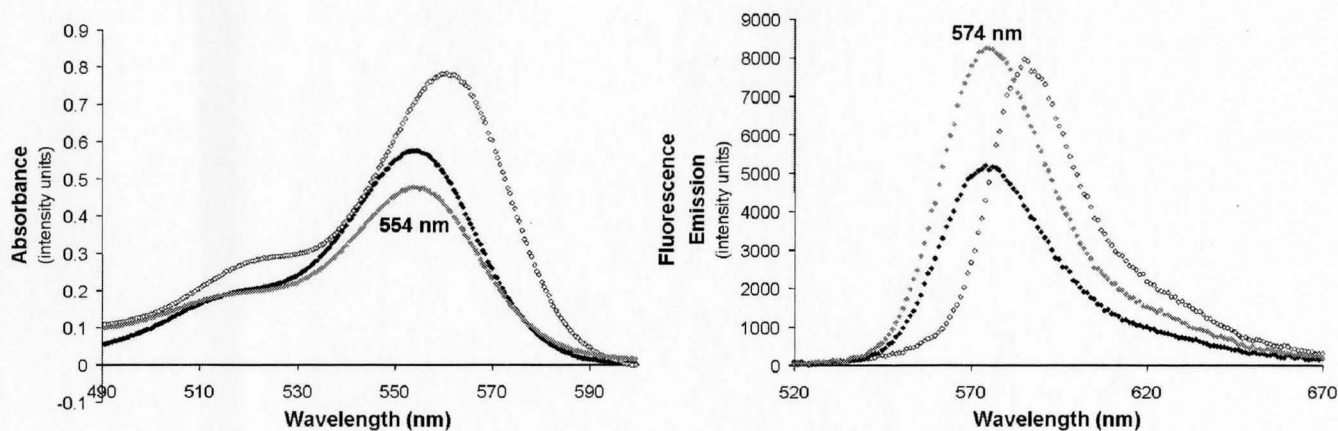 Absorbance
(intensity units)
0.9
0.8
0.7
0.6
0.5
0.4
0.3
0.2
0.1
0
-0.1
554 nm
490 510 530 550 570 590
Wavelength (nm)
Fluorescence
Emission
(intensity units)
9000
8000
7000
6000
5000
4000
3000
2000
1000
0
574 nm
520 570 620 670
Wavelength (nm)